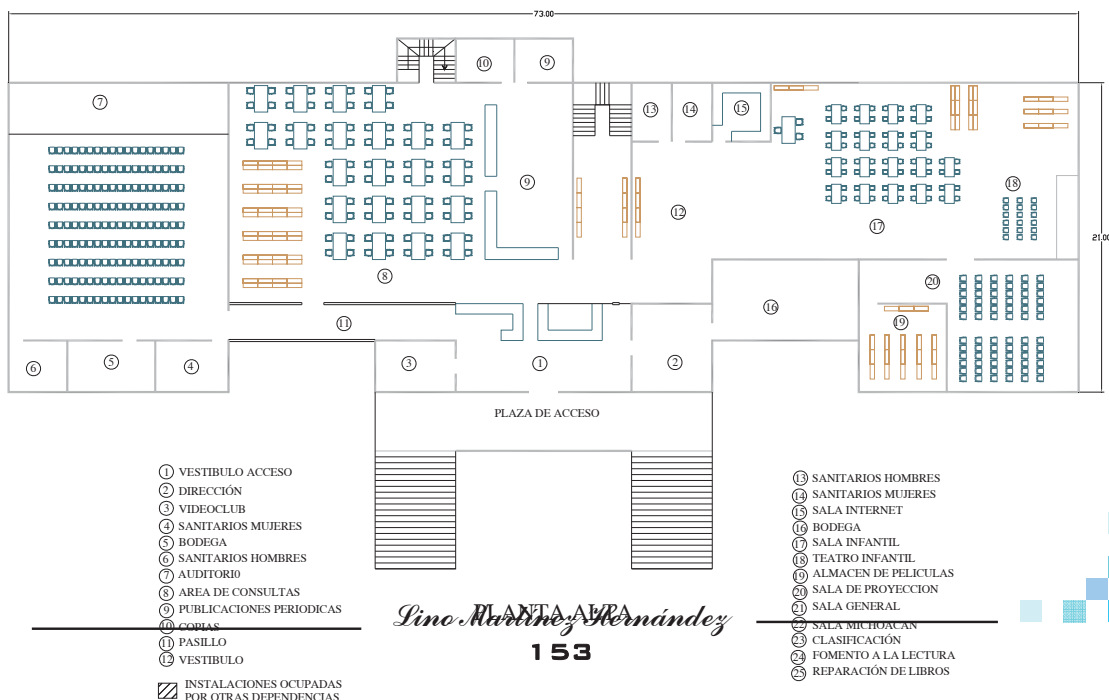 73.00
10
9
7
13
14
15
9
18
12
17
21.00
8
20
16
11
19
6
5
4
3
1
2
PLAZA DE ACCESO
1 VESTIBULO ACCESO
2 DIRECCIÓN
3 VIDEOCLUB
4 SANITARIOS MUJERES
5 BODEGA
6 SANITARIOS HOMBRES
7 AUDITORI0
8 AREA DE CONSULTAS
9 PUBLICACIONES PERIODICAS
10 COPIAS
11 PASILLO
12 VESTIBULO
INSTALACIONES OCUPADAS
POR OTRAS DEPENDENCIAS
13 SANITARIOS HOMBRES
14 SANITARIOS MUJERES
15 SALA INTERNET
16 BODEGA
17 SALA INFANTIL
18 TEATRO INFANTIL
19 ALMACEN DE PELICULAS
20 SALA DE PROYECCION
21 SALA GENERAL
22 SALA MICHOACAN
23 CLASIFICACIÓN
24 FOMENTO A LA LECTURA
25 REPARACIÓN DE LIBROS
PLANTA ALTA
Lino Martínez Hernández
153